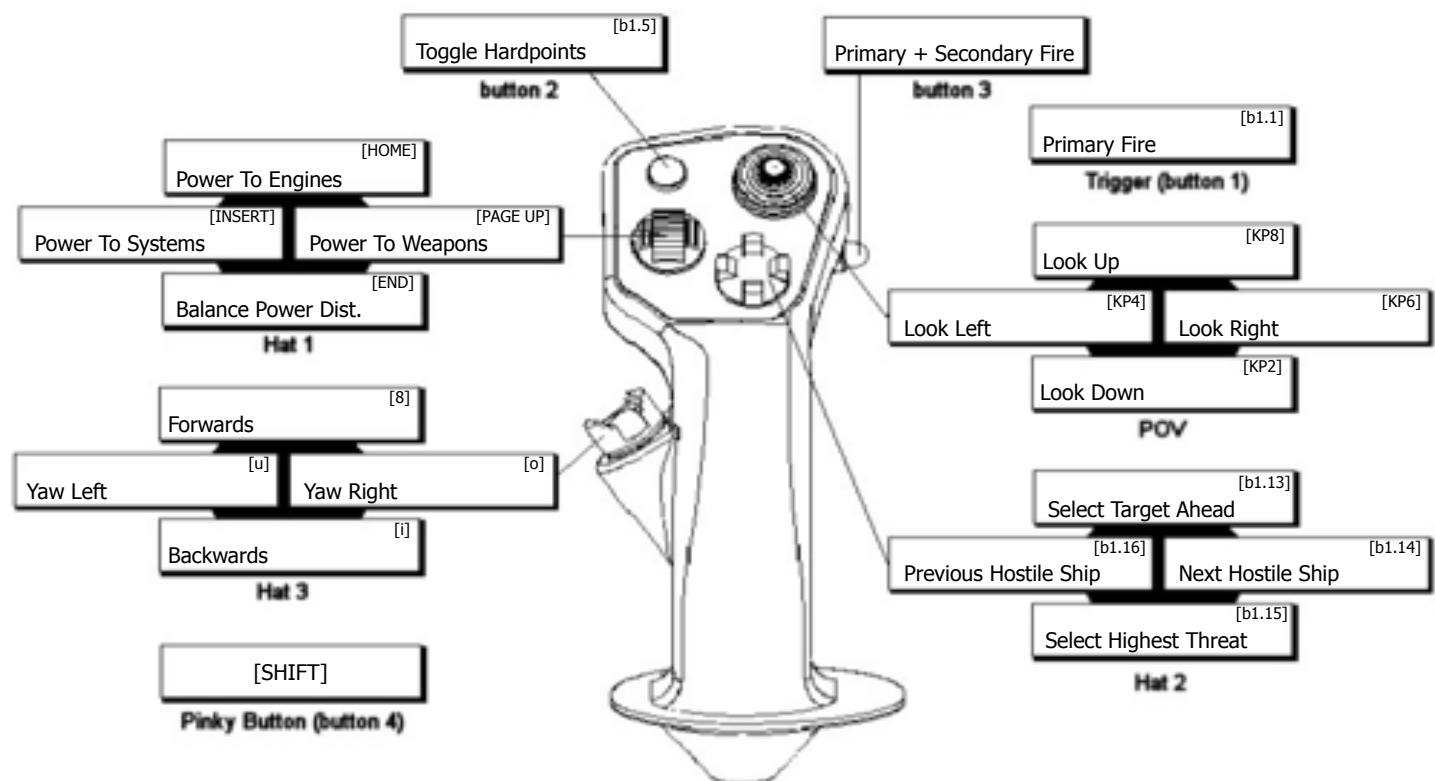 [b1.5]
Toggle Hardpoints
button 2
Primary + Secondary Fire
button 3
[b1.1]
Primary Fire
Trigger (button 1)
[HOME]
Power To Engines
[INSERT]
Power To Systems
[PAGE UP]
Power To Weapons
[END]
Balance Power Dist.
Hat 1
[KP8]
Look Up
[KP4]
Look Left
[KP6]
Look Right
[KP2]
Look Down
POV
[8]
Forwards
[u]
Yaw Left
[o]
Yaw Right
[i]
Backwards
Hat 3
[b1.13]
Select Target Ahead
[b1.16]
Previous Hostile Ship
[b1.14]
Next Hostile Ship
[b1.15]
Select Highest Threat
Hat 2
[SHIFT]
Pinky Button (button 4)